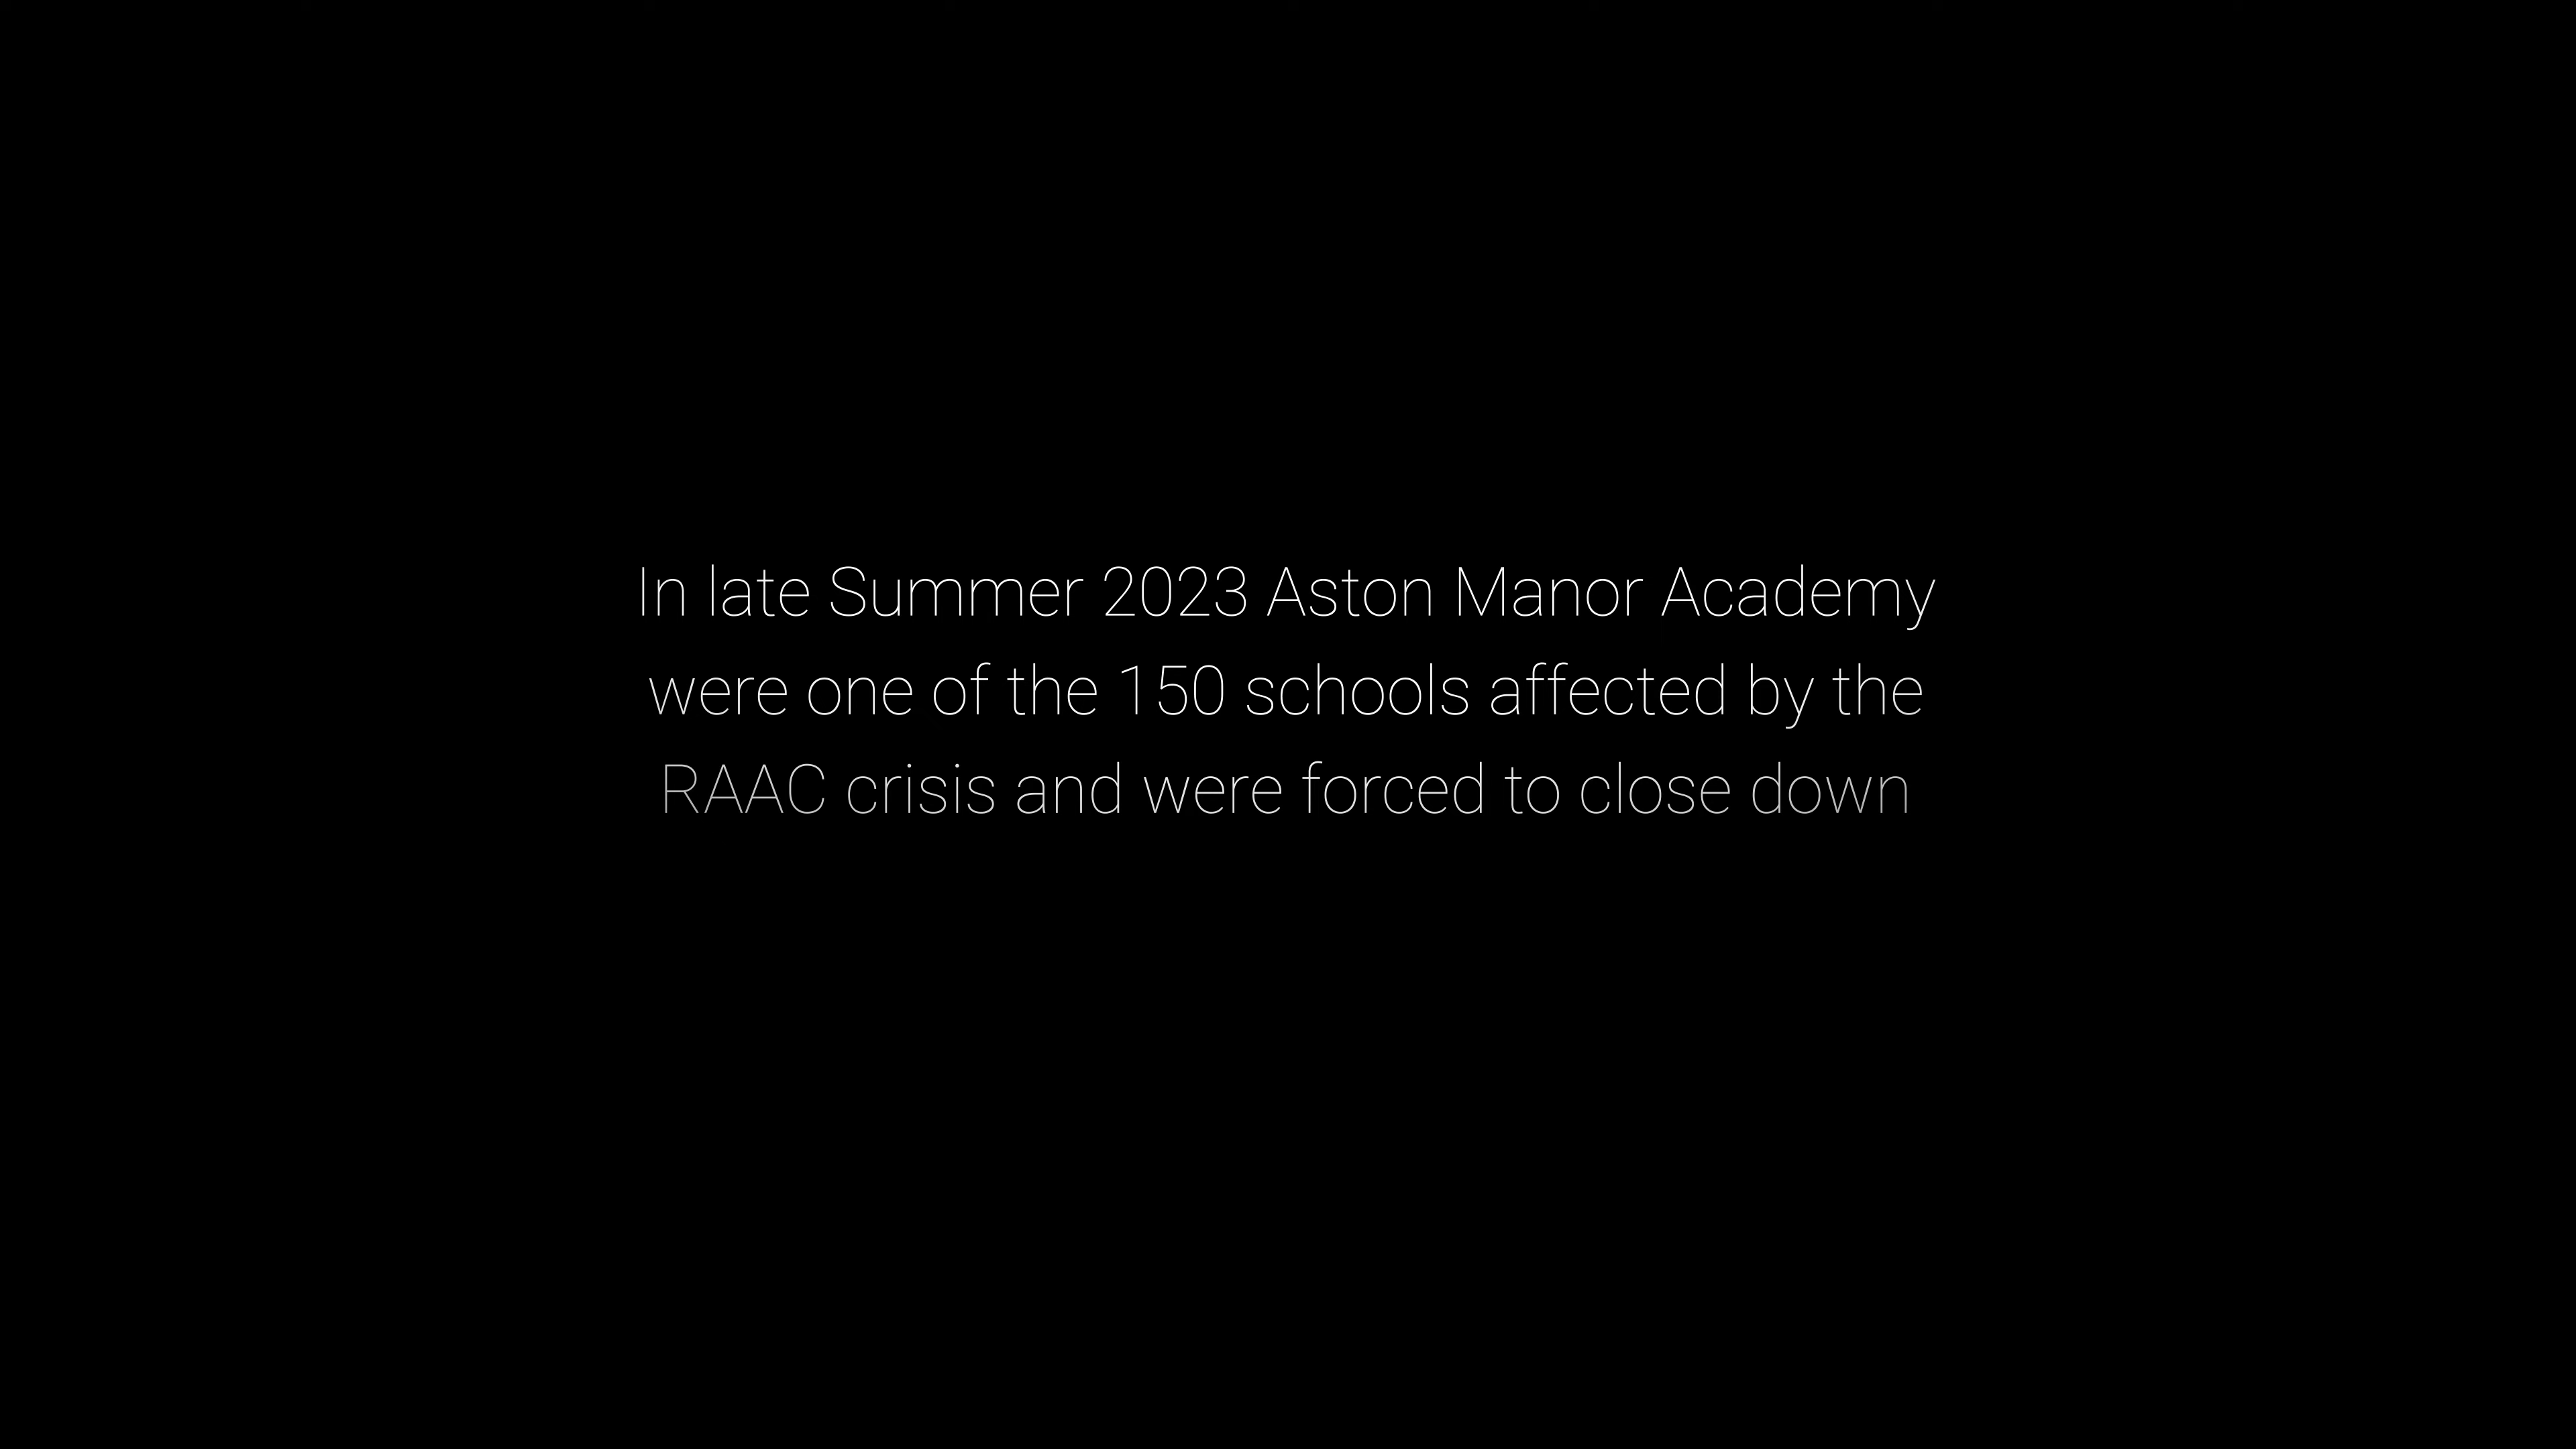 In late Summer 2023 Aston Manor Academy
were one of the 150 schools affected by the
RAAC crisis and were forced to close down